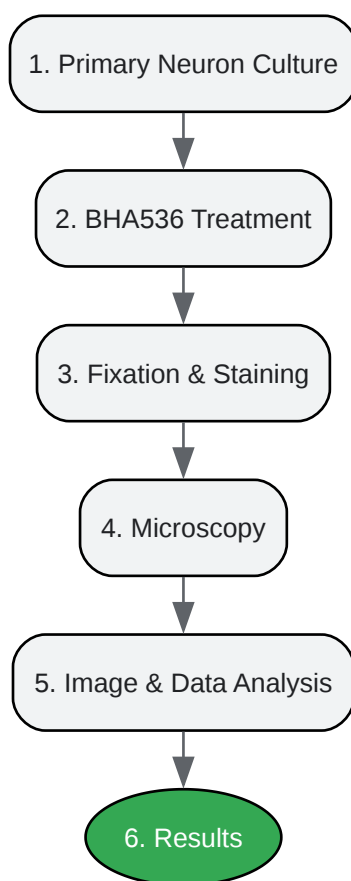 1. Primary Neuron Culture
2. BHA536 Treatment
3. Fixation & Staining
4. Microscopy
5. Image & Data Analysis
6. Results